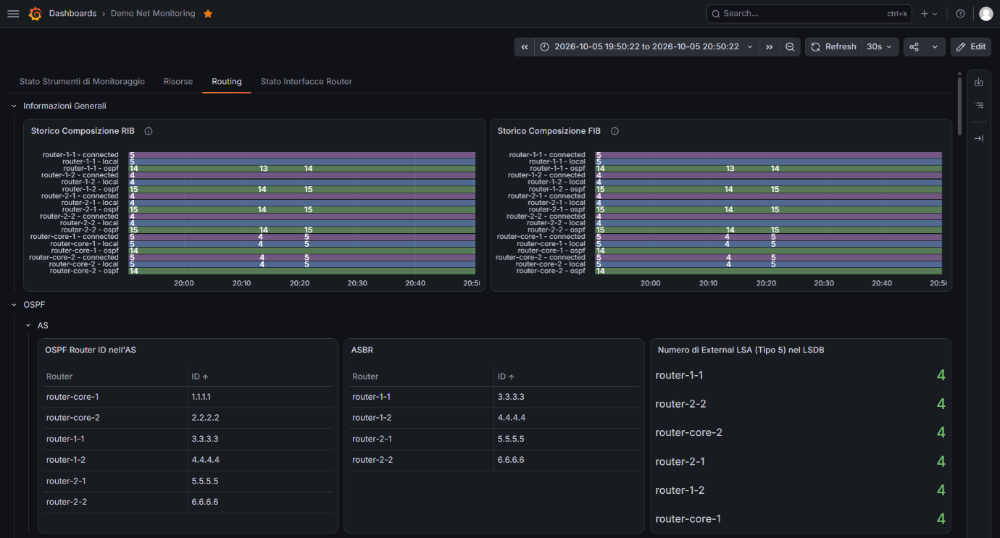 Dashboards › Demo Net Monitoring
Search... ctrl+k
2026-10-05 19:50:22 to 2026-10-05 20:50:22 Refresh 30s Edit
Stato Strumenti di Monitoraggio Risorse Routing Stato Interfacce Router
Informazioni Generali
Storico Composizione RIB
router-1-1 - connected 5
router-1-1 - local 5
router-1-1 - ospf 14 13 14
router-1-2 - connected 4
router-1-2 - local 4
router-1-2 - ospf 15 14 15
router-2-1 - connected 4
router-2-1 - local 4
router-2-1 - ospf 15 14 15
router-2-2 - connected 4
router-2-2 - local 4
router-2-2 - ospf 15 14 15
router-core-1 - connected 5 4 5
router-core-1 - local 5 4 5
router-core-1 - ospf 14
router-core-2 - connected 5 4 5
router-core-2 - local 5 4 5
router-core-2 - ospf 14
20:00 20:10 20:20 20:30 20:40
Storico Composizione FIB
router-1-1 - connected 5
router-1-1 - local 5
router-1-1 - ospf 14 13 14
router-1-2 - connected 4
router-1-2 - local 4
router-1-2 - ospf 15 14 15
router-2-1 - connected 4
router-2-1 - local 4
router-2-1 - ospf 15 14 15
router-2-2 - connected 4
router-2-2 - local 4
router-2-2 - ospf 15 14 15
router-core-1 - connected 5 4 5
router-core-1 - local 5 4 5
router-core-1 - ospf 14
router-core-2 - connected 5 4 5
router-core-2 - local 5 4 5
router-core-2 - ospf 14
20:00 20:10 20:20 20:30 20:40
OSPF
AS
OSPF Router ID nell'AS
Router ID
router-core-1 1.1.1.1
router-core-2 2.2.2.2
router-1-1 3.3.3.3
router-1-2 4.4.4.4
router-2-1 5.5.5.5
router-2-2 6.6.6.6
ASBR
Router ID
router-1-1 3.3.3.3
router-1-2 4.4.4.4
router-2-1 5.5.5.5
router-2-2 6.6.6.6
Numero di External LSA (Tipo 5) nel LSDB
router-1-1 4
router-2-2 4
router-core-2 4
router-2-1 4
router-1-2 4
router-core-1 4